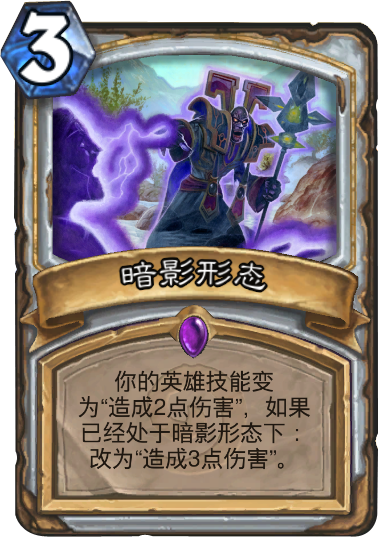 3
暗影形态
你的英雄技能变
为“造成2点伤害”，如果
已经处于暗影形态下：
改为“造成3点伤害”。